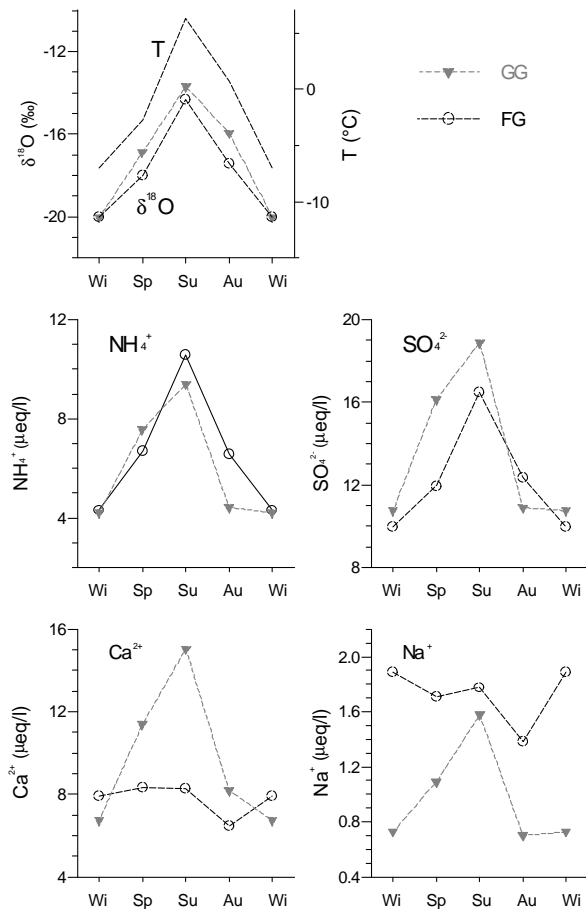 T
δ¹⁸O
-12
-14
-16
-18
-20
δ¹⁸O (‰)
0
-10
T (°C)
Wi Sp Su Au Wi
GG
FG
NH₄⁺
12
8
4
NH₄⁺ (µeq/l)
Wi Sp Su Au Wi
SO₄²⁻
20
16
12
8
SO₄²⁻ (µeq/l)
Wi Sp Su Au Wi
Ca²⁺
16
12
8
4
Ca²⁺ (µeq/l)
Wi Sp Su Au Wi
Na⁺
2.0
1.6
1.2
0.8
0.4
Na⁺ (µeq/l)
Wi Sp Su Au Wi